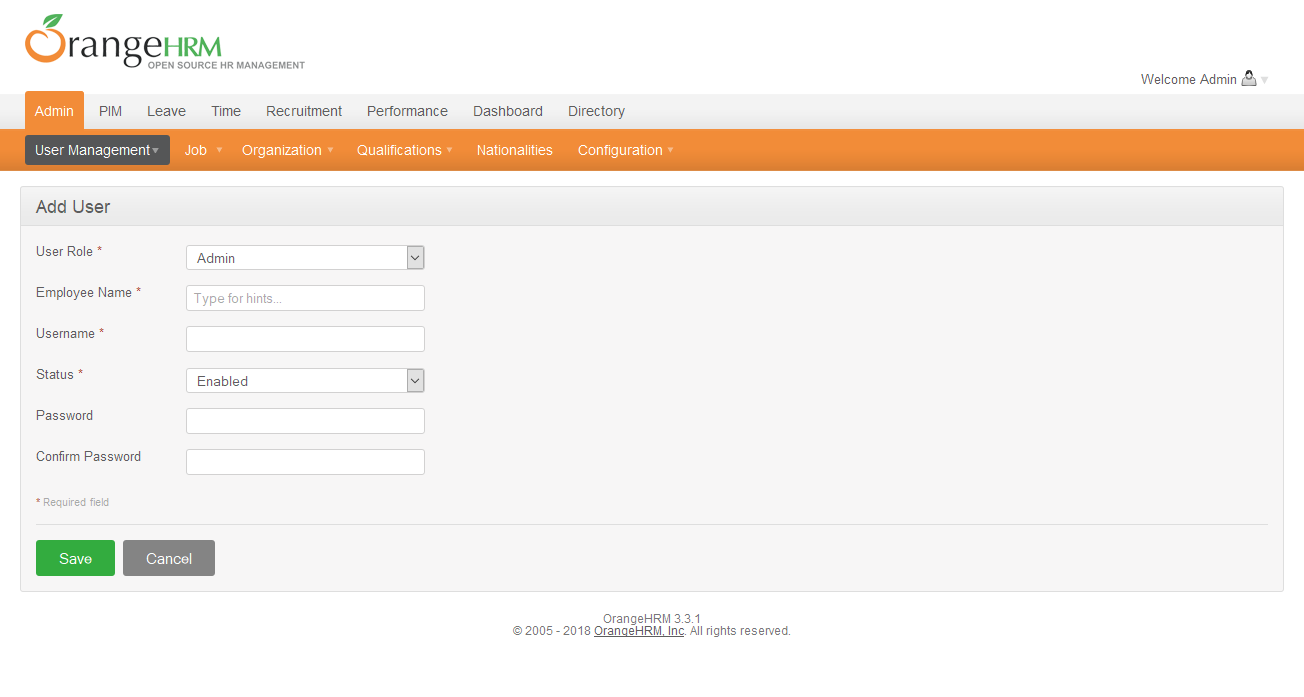 OrangeHRM
OPEN SOURCE HR MANAGEMENT
Welcome Admin
Admin PIM Leave Time Recruitment Performance Dashboard Directory
User Management Job Organization Qualifications Nationalities Configuration
Add User
User Role * Admin
Employee Name * Type for hints...
Username *
Status * Enabled
Password
Confirm Password
* Required field
Save Cancel
OrangeHRM 3.3.1
© 2005 - 2018 OrangeHRM, Inc. All rights reserved.